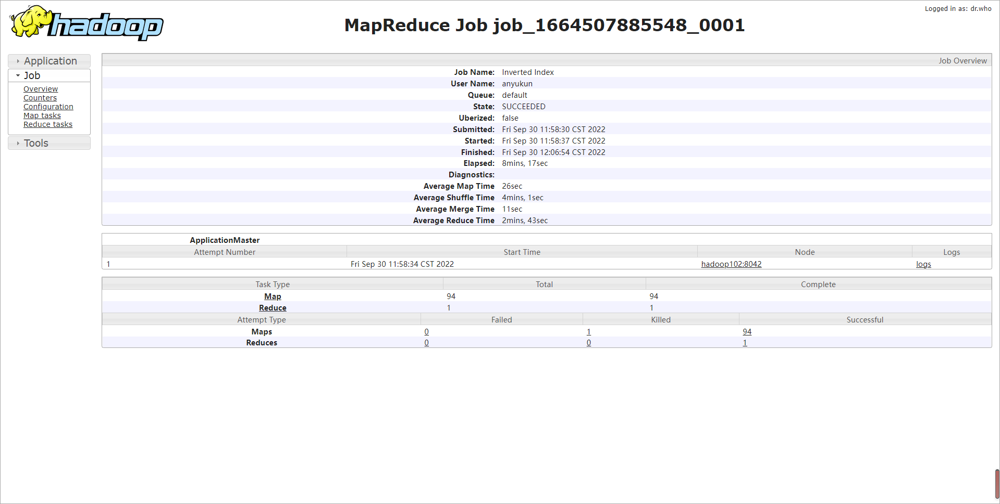 Logged in as: dr.who
hadoop
MapReduce Job job_1664507885548_0001
Application
Job
Overview
Counters
Configuration
Map tasks
Reduce tasks
Tools
Job Overview
Job Name: Inverted Index
User Name: anyukun
Queue: default
State: SUCCEEDED
Uberized: false
Submitted: Fri Sep 30 11:58:30 CST 2022
Started: Fri Sep 30 11:58:37 CST 2022
Finished: Fri Sep 30 12:06:54 CST 2022
Elapsed: 8mins, 17sec
Diagnostics:
Average Map Time 26sec
Average Shuffle Time 4mins, 1sec
Average Merge Time 11sec
Average Reduce Time 2mins, 43sec
ApplicationMaster
Attempt Number Start Time Node Logs
1 Fri Sep 30 11:58:34 CST 2022 hadoop102:8042 logs
Task Type Total Complete
Map 94 94
Reduce 1 1
Attempt Type Failed Killed Successful
Maps 0 1 94
Reduces 0 0 1